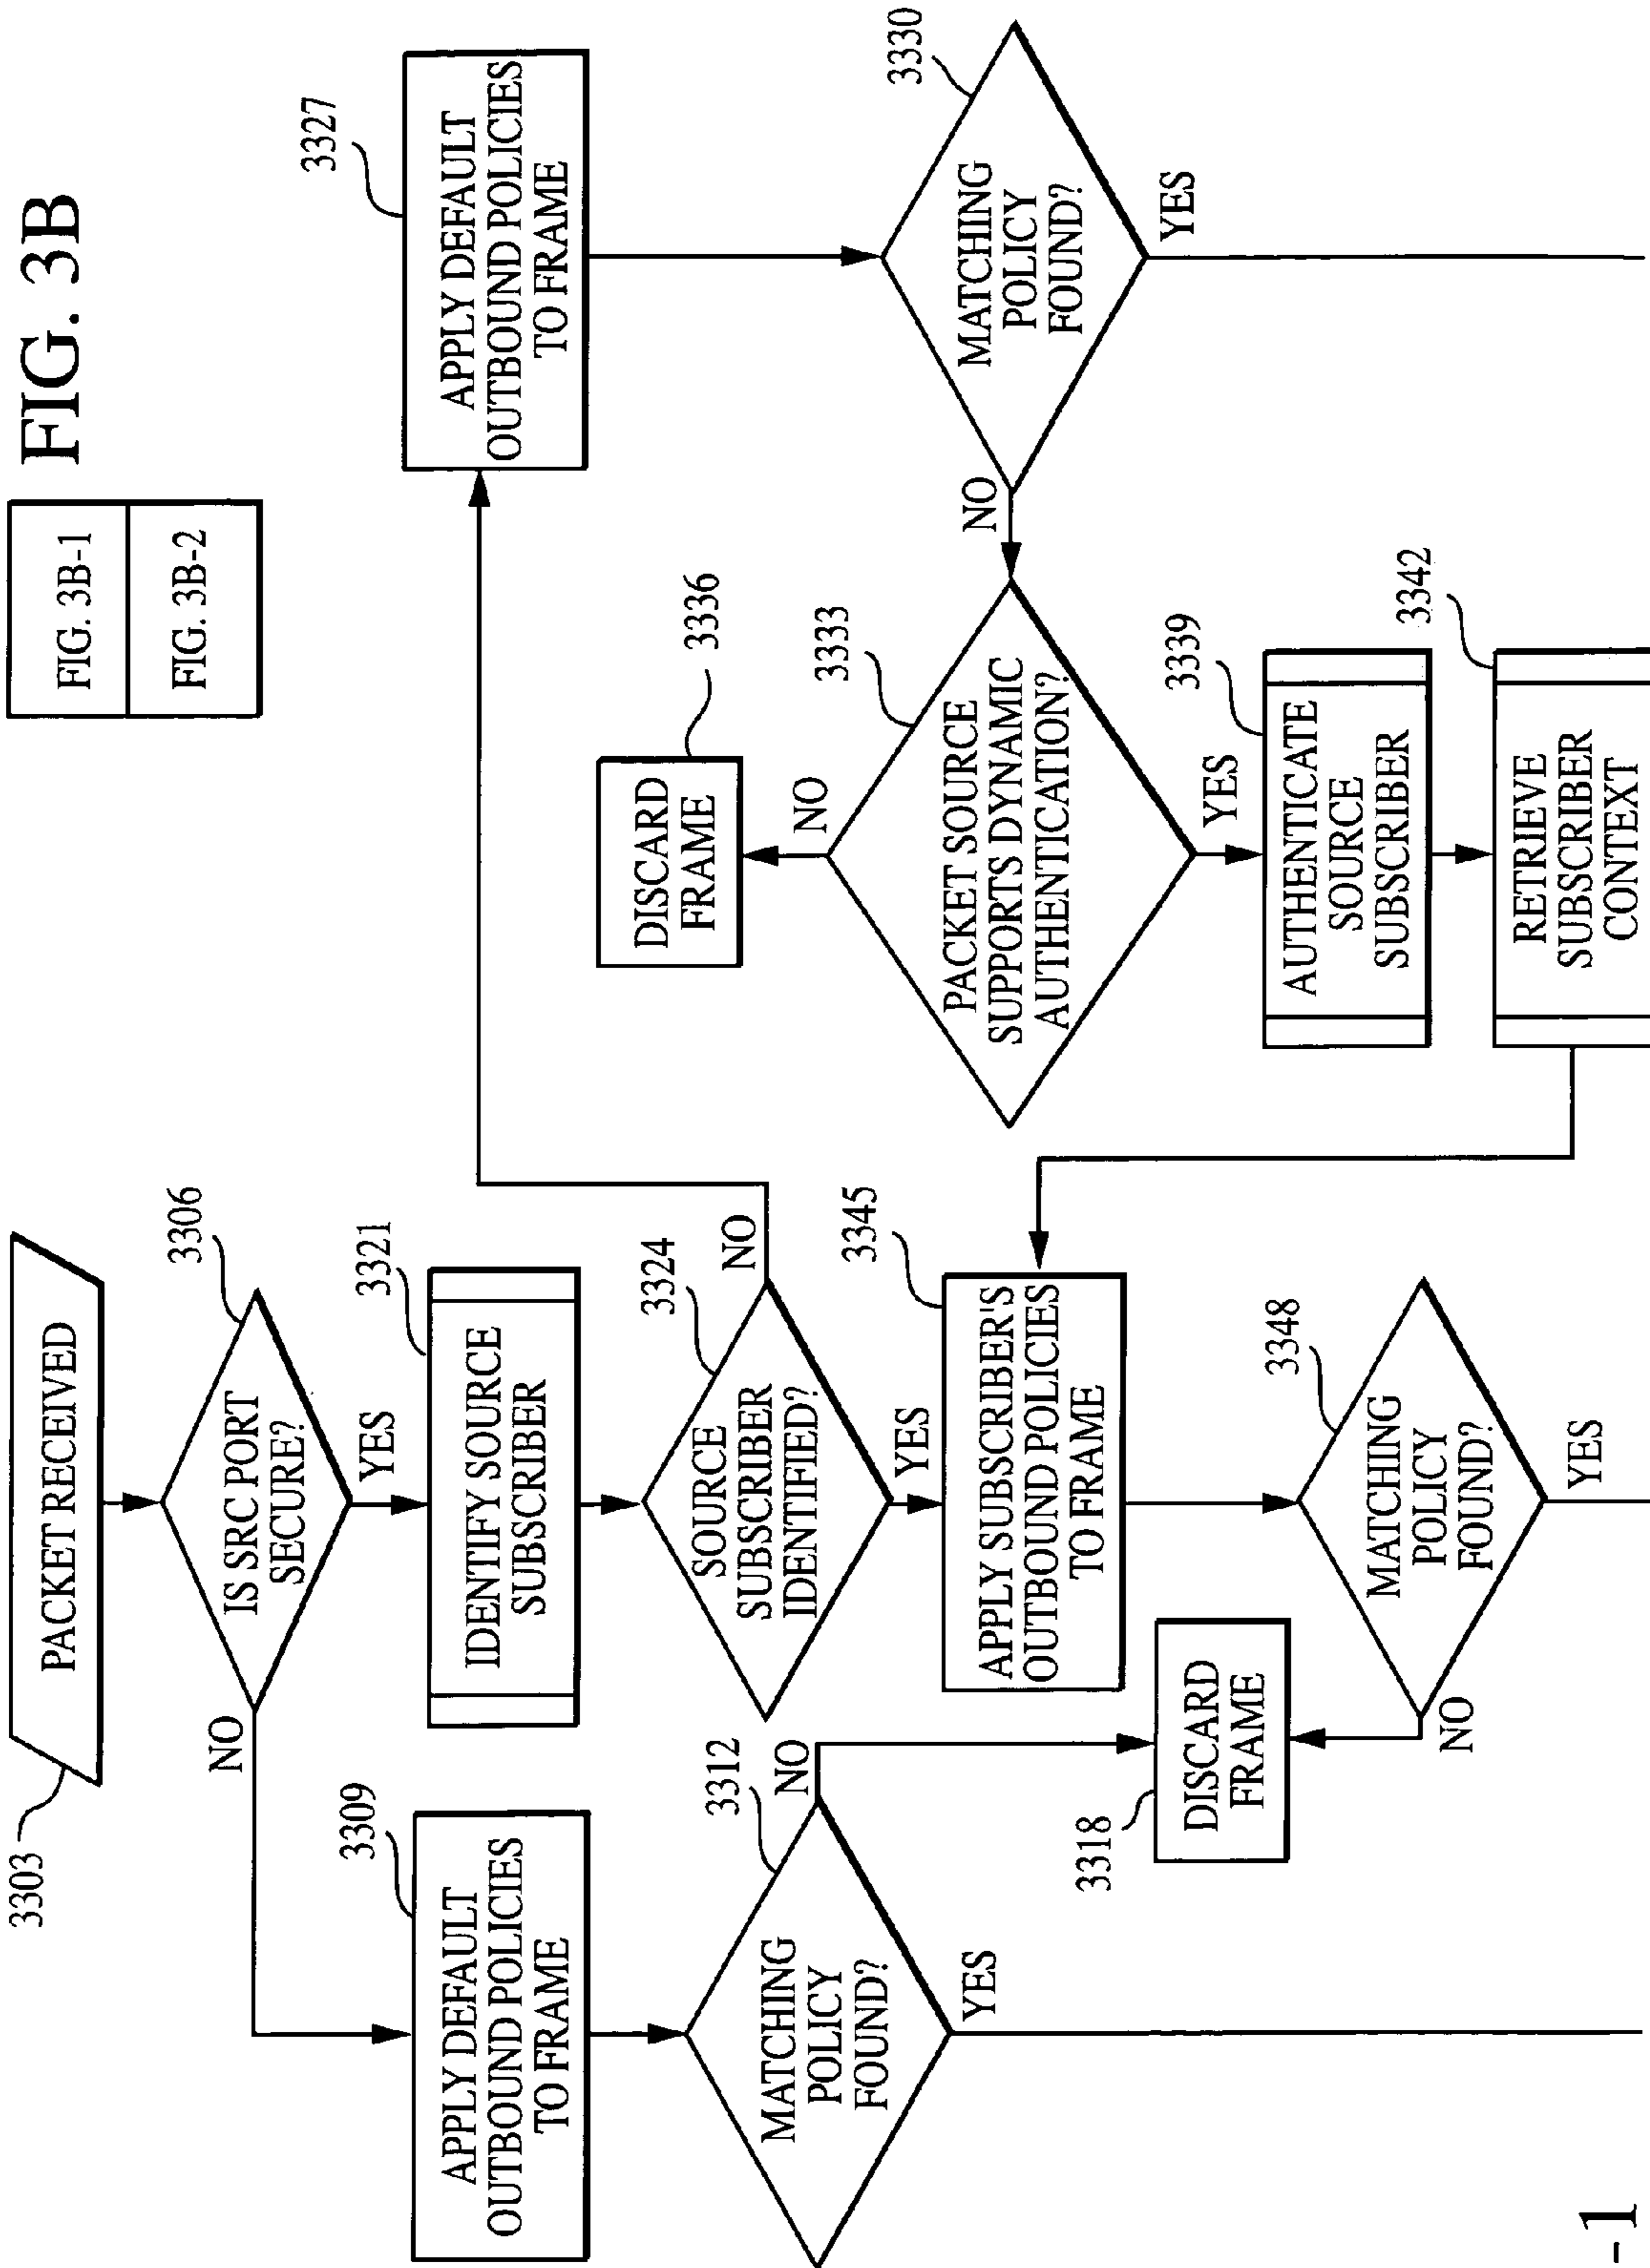 FIG. 3B
FIG. 3B-1
FIG. 3B-2
3303
PACKET RECEIVED
3306
IS SRC PORT
SECURE?
NO
YES
3309
APPLY DEFAULT
OUTBOUND POLICIES
TO FRAME
3312
MATCHING
POLICY
FOUND?
NO
YES
3318
DISCARD
FRAME
3321
IDENTIFY SOURCE
SUBSCRIBER
3324
SOURCE
SUBSCRIBER
IDENTIFIED?
NO
YES
3345
APPLY SUBSCRIBER'S
OUTBOUND POLICIES
TO FRAME
3348
MATCHING
POLICY
FOUND?
NO
YES
3327
APPLY DEFAULT
OUTBOUND POLICIES
TO FRAME
3330
MATCHING
POLICY
FOUND?
NO
YES
3333
PACKET SOURCE
SUPPORTS DYNAMIC
AUTHENTICATION?
NO
YES
3336
DISCARD
FRAME
3339
AUTHENTICATE
SOURCE
SUBSCRIBER
3342
RETRIEVE
SUBSCRIBER
CONTEXT
-1